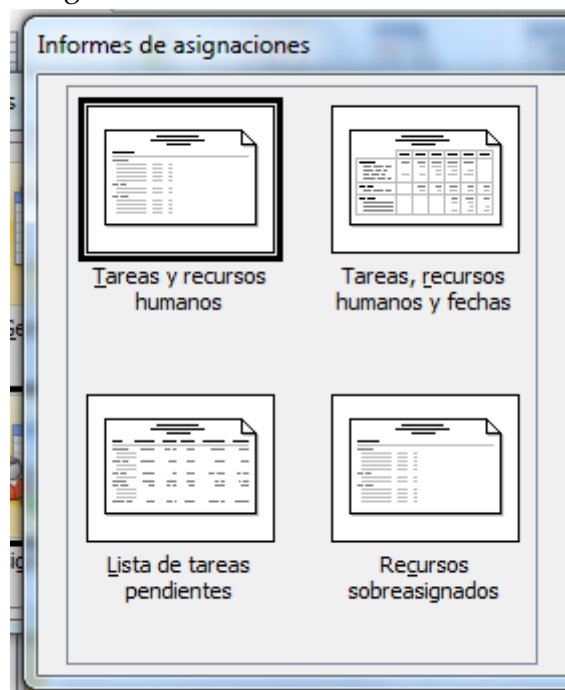 Informes de asignaciones
Tareas y recursos
humanos
Tareas, recursos
humanos y fechas
Lista de tareas
pendientes
Recursos
sobreasignados